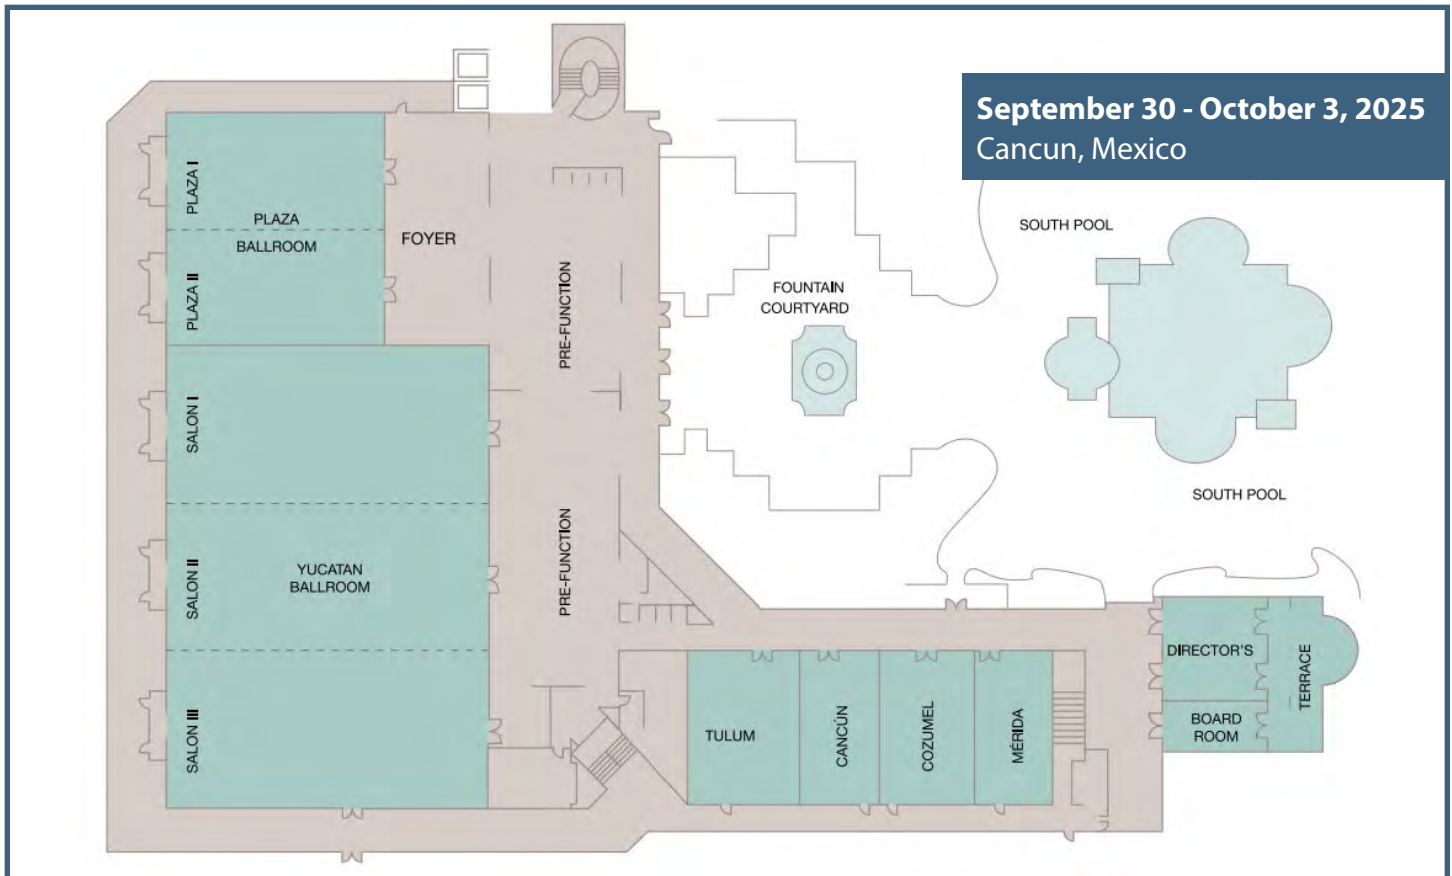 September 30 - October 3, 2025
Cancun, Mexico
PLAZA I
PLAZA
BALLROOM
PLAZA II
FOYER
PRE-FUNCTION
FOUNTAIN
COURTYARD
SOUTH POOL
SOUTH POOL
SALON I
SALON II
YUCATAN
BALLROOM
SALON III
PRE-FUNCTION
TULUM
CANCÚN
COZUMEL
MÉRIDA
DIRECTOR'S
BOARD
ROOM
TERRACE